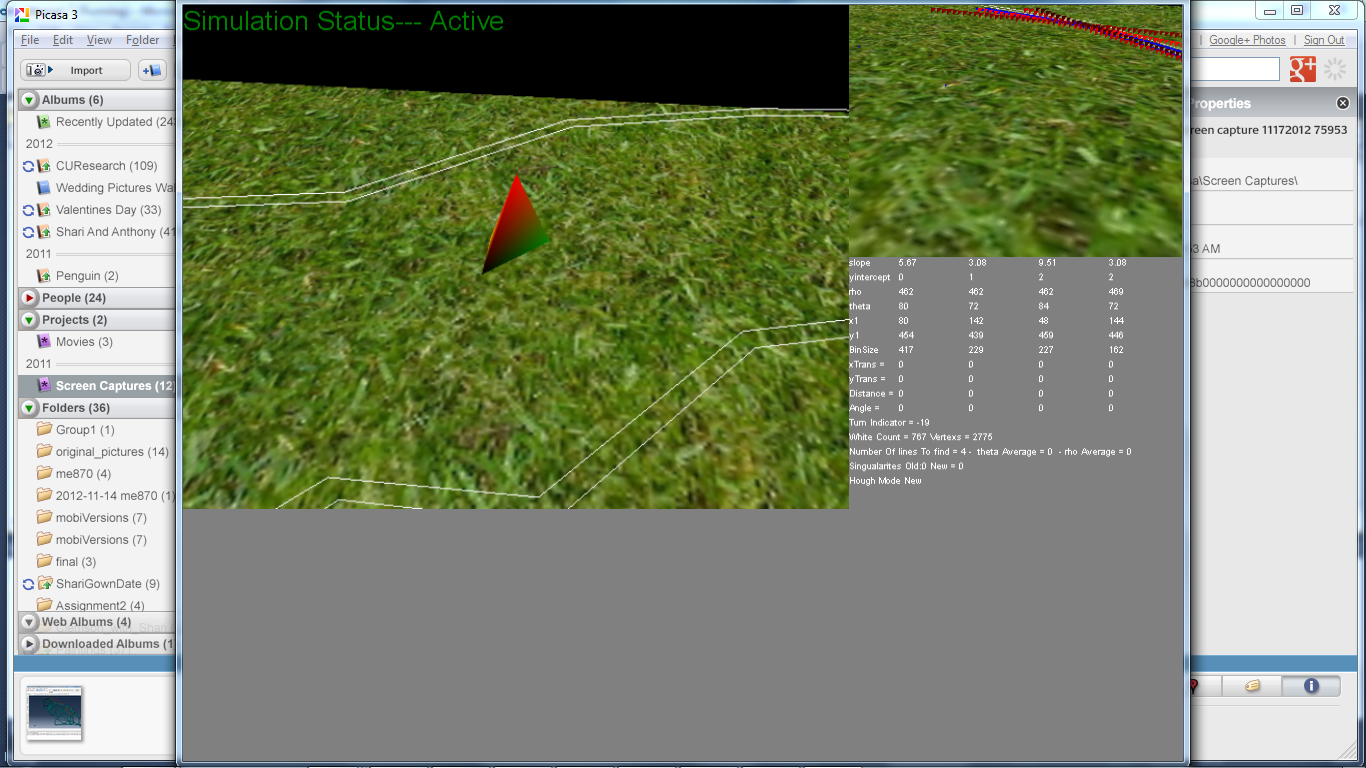 Picasa 3
File Edit View Folder
Import
Albums (6)
Recently Updated (24
2012
CUResearch (109)
Wedding Pictures Wa
Valentines Day (33)
Shari And Anthony (41
2011
Penguin (2)
People (24)
Projects (2)
Movies (3)
2011
Screen Captures (12
Folders (36)
Group1 (1)
original_pictures (14)
me870 (4)
2012-11-14 me870 (1)
mobiVersions (7)
mobiVersions (7)
final (3)
ShariGownDate (9)
Assignment2 (4)
Web Albums (4)
Downloaded Albums (1
Simulation Status--- Active
slope 5.67 3.08 9.51 3.08
yintercept 0 1 2 2
rho 462 462 462 469
theta 80 72 84 72
x1 80 142 48 144
y1 454 439 459 446
BinSize 417 229 227 162
xTrans = 0 0 0 0
yTrans = 0 0 0 0
Distance = 0 0 0 0
Angle = 0 0 0 0
Turn Indicator = -19
White Count = 767 Vertexs = 2775
Number Of lines To find = 4 - theta Average = 0 - rho Average = 0
Singualarites Old:0 New = 0
Hough Mode New
Google+ Photos | Sign Out
roperties
reen capture 11172012 75953
a\Screen Captures\
3 AM
8b0000000000000000